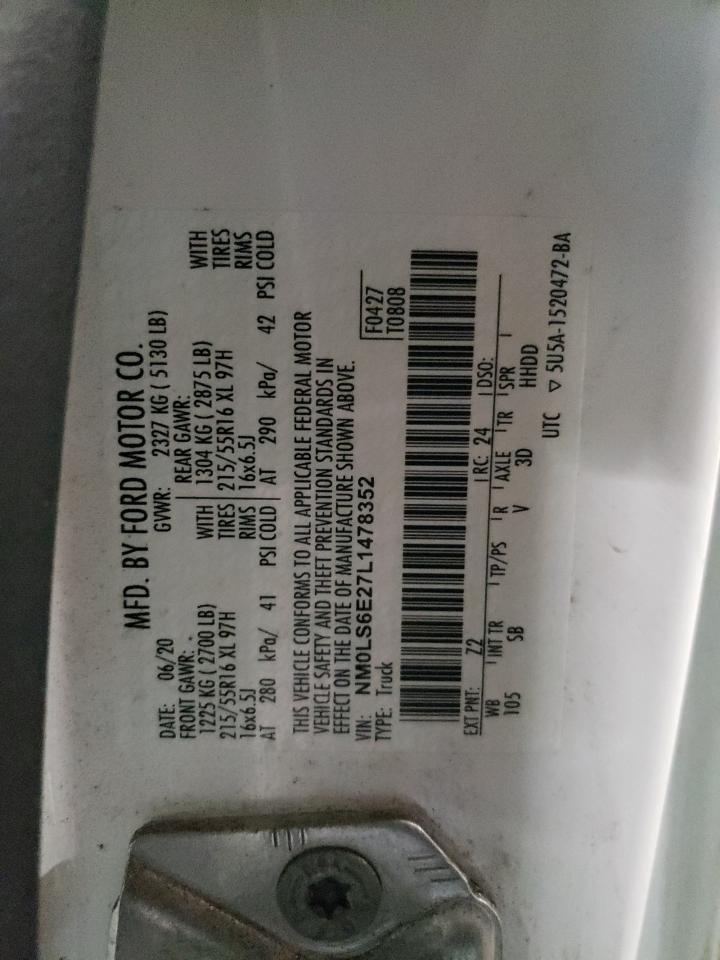 MFD. BY FORD MOTOR CO.
DATE: 06/20 GVWR: 2327 KG ( 5130 LB)
FRONT GAWR: REAR GAWR:
1225 KG ( 2700 LB) WITH 1304 KG ( 2875 LB) WITH
215/55R16 XL 97H TIRES 215/55R16 XL 97H TIRES
16x6.5J RIMS 16x6.5J RIMS
AT 280 kPa/ 41 PSI COLD AT 290 kPa/ 42 PSI COLD
THIS VEHICLE CONFORMS TO ALL APPLICABLE FEDERAL MOTOR
VEHICLE SAFETY AND THEFT PREVENTION STANDARDS IN
EFFECT ON THE DATE OF MANUFACTURE SHOWN ABOVE.
VIN: NM0LS6E27L1478352 F0427
TYPE: Truck T0808
EXT PNT: Z2 RC: 24 DSO:
WB INT TR TP/PS R AXLE TR SPR
105 SB V 3D HHDD
UTC ▽ 5U5A-1520472-BA